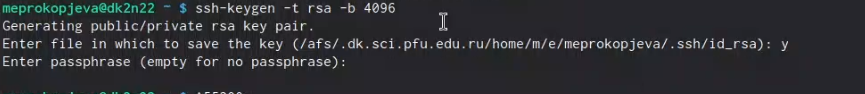 meprokopjeva@dk2n22 ~ $ ssh-keygen -t rsa -b 4096
Generating public/private rsa key pair.
Enter file in which to save the key (/afs/.dk.sci.pfu.edu.ru/home/m/e/meprokopjeva/.ssh/id_rsa): y
Enter passphrase (empty for no passphrase):